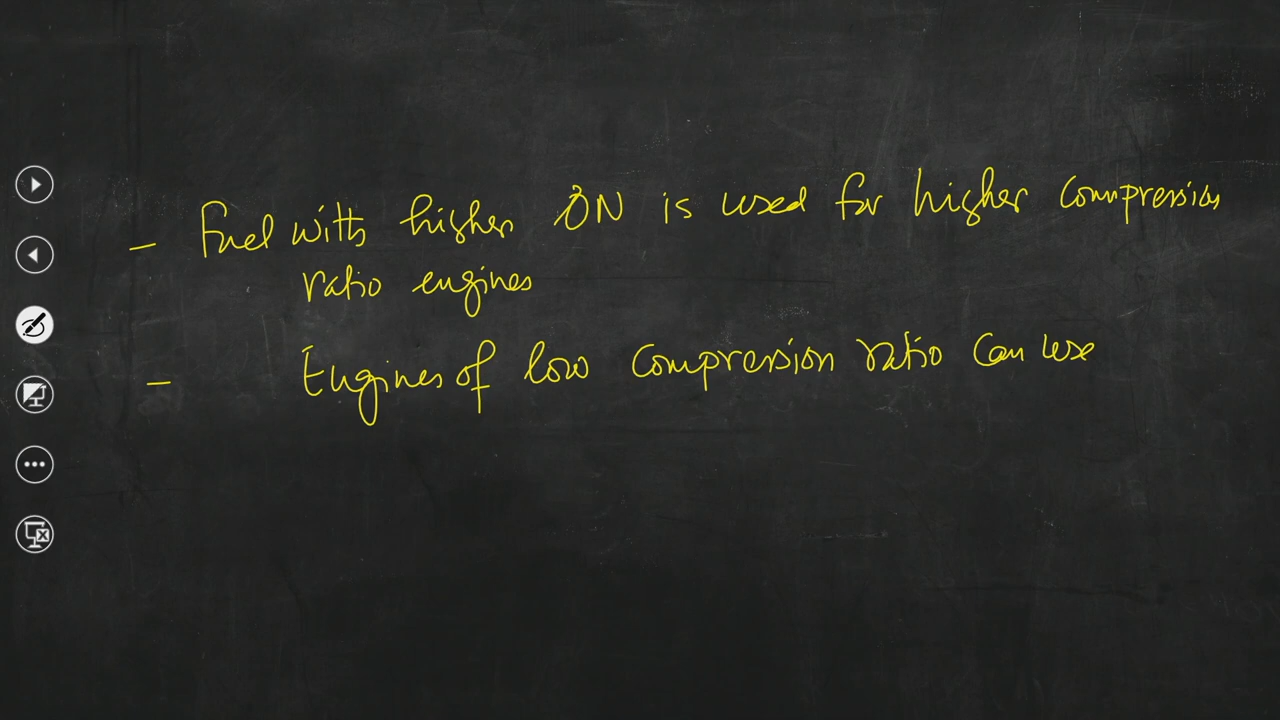 - Fuel with higher ON is used for higher compression
ratio engines
- Engines of low compression ratio can use